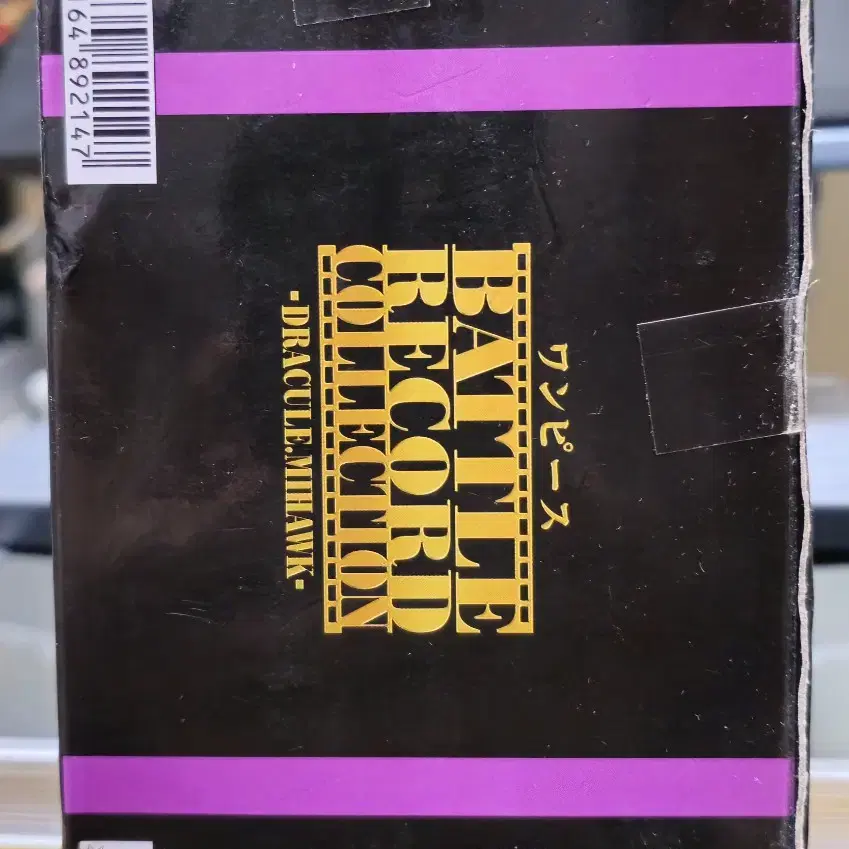 ワンピース
BATTLE
RECORD
COLLECTION
-DRACULE.MIHAWK-
64 892147